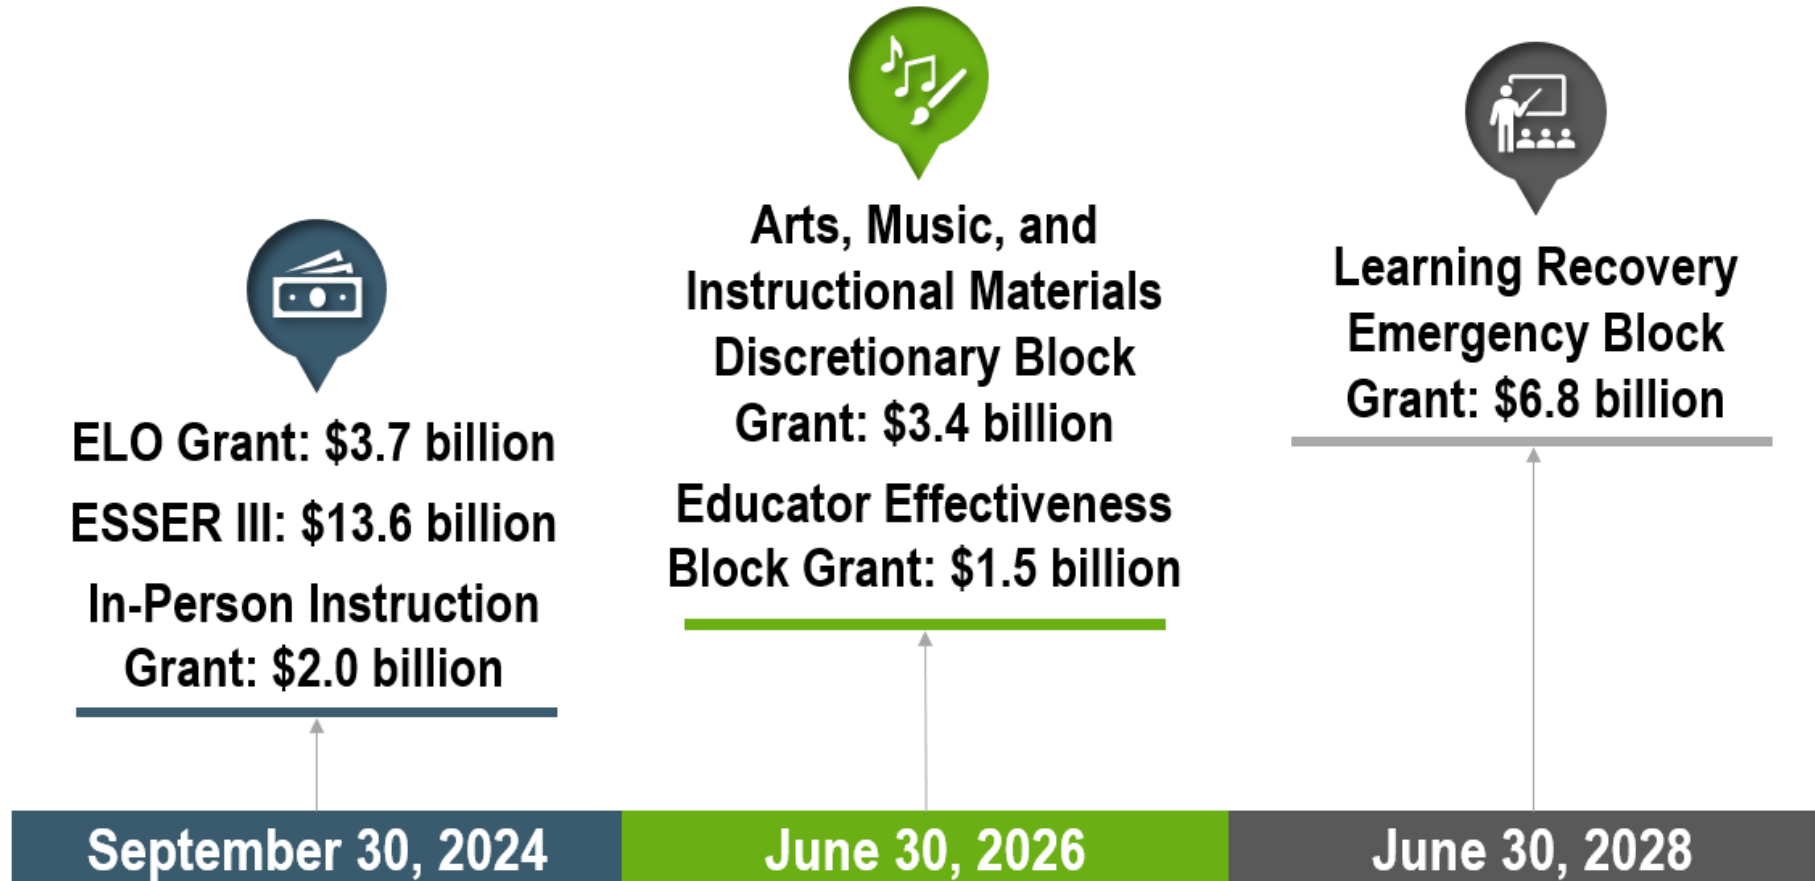 ELO Grant: $3.7 billion
ESSER III: $13.6 billion
In-Person Instruction
Grant: $2.0 billion
September 30, 2024
Arts, Music, and
Instructional Materials
Discretionary Block
Grant: $3.4 billion
Educator Effectiveness
Block Grant: $1.5 billion
June 30, 2026
Learning Recovery
Emergency Block
Grant: $6.8 billion
June 30, 2028